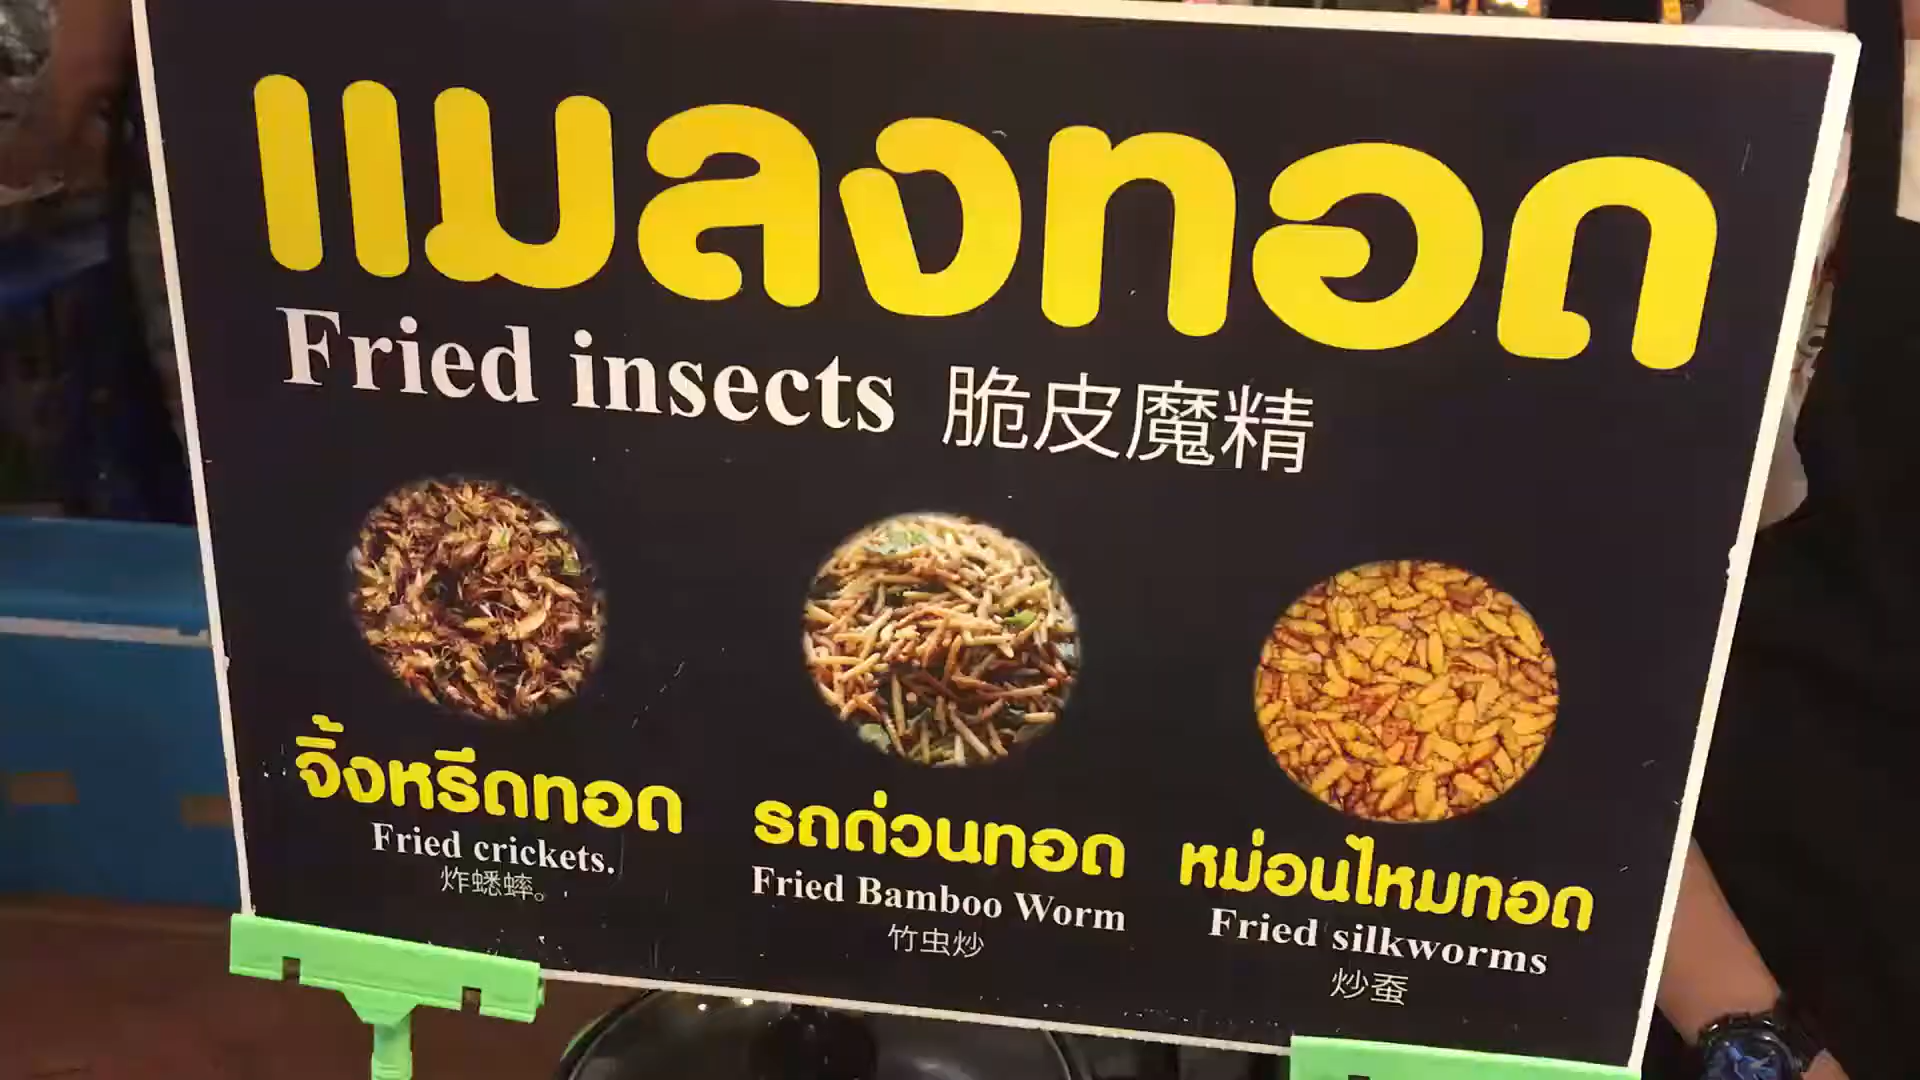 แมลงทอด
Fried insects 脆皮魔精
จิ้งหรีดทอด
Fried crickets.
炸蟋蟀。
รถด่วนทอด
Fried Bamboo Worm
竹虫炒
หม่อนไหมทอด
Fried silkworms
炒蚕